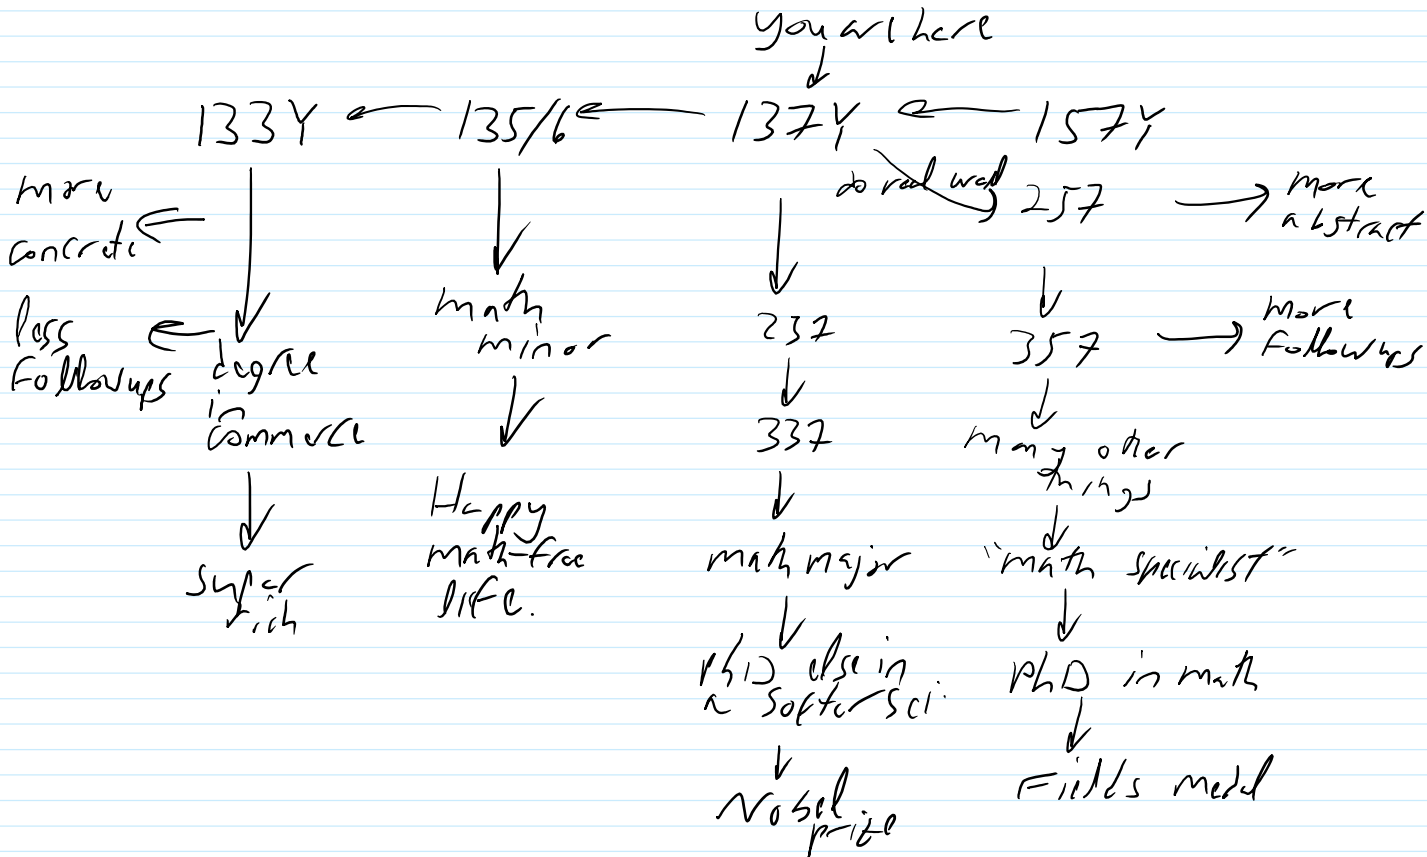 You are here
133Y 135/6 137Y 157Y
do real well
257
more
abstract
more
concrete
less
followups
degree
in
commerce
super
rich
math
minor
Happy
math-free
life.
237
337
math major
PhD else in
a softer sci.
Nobel
prize
357
more
followups
many other
things
"math specialist"
PhD in math
Fields medal